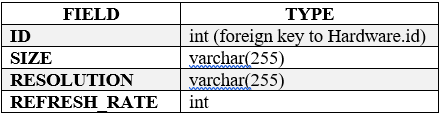 FIELD TYPE
ID int (foreign key to Hardware.id)
SIZE varchar(255)
RESOLUTION varchar(255)
REFRESH_RATE int